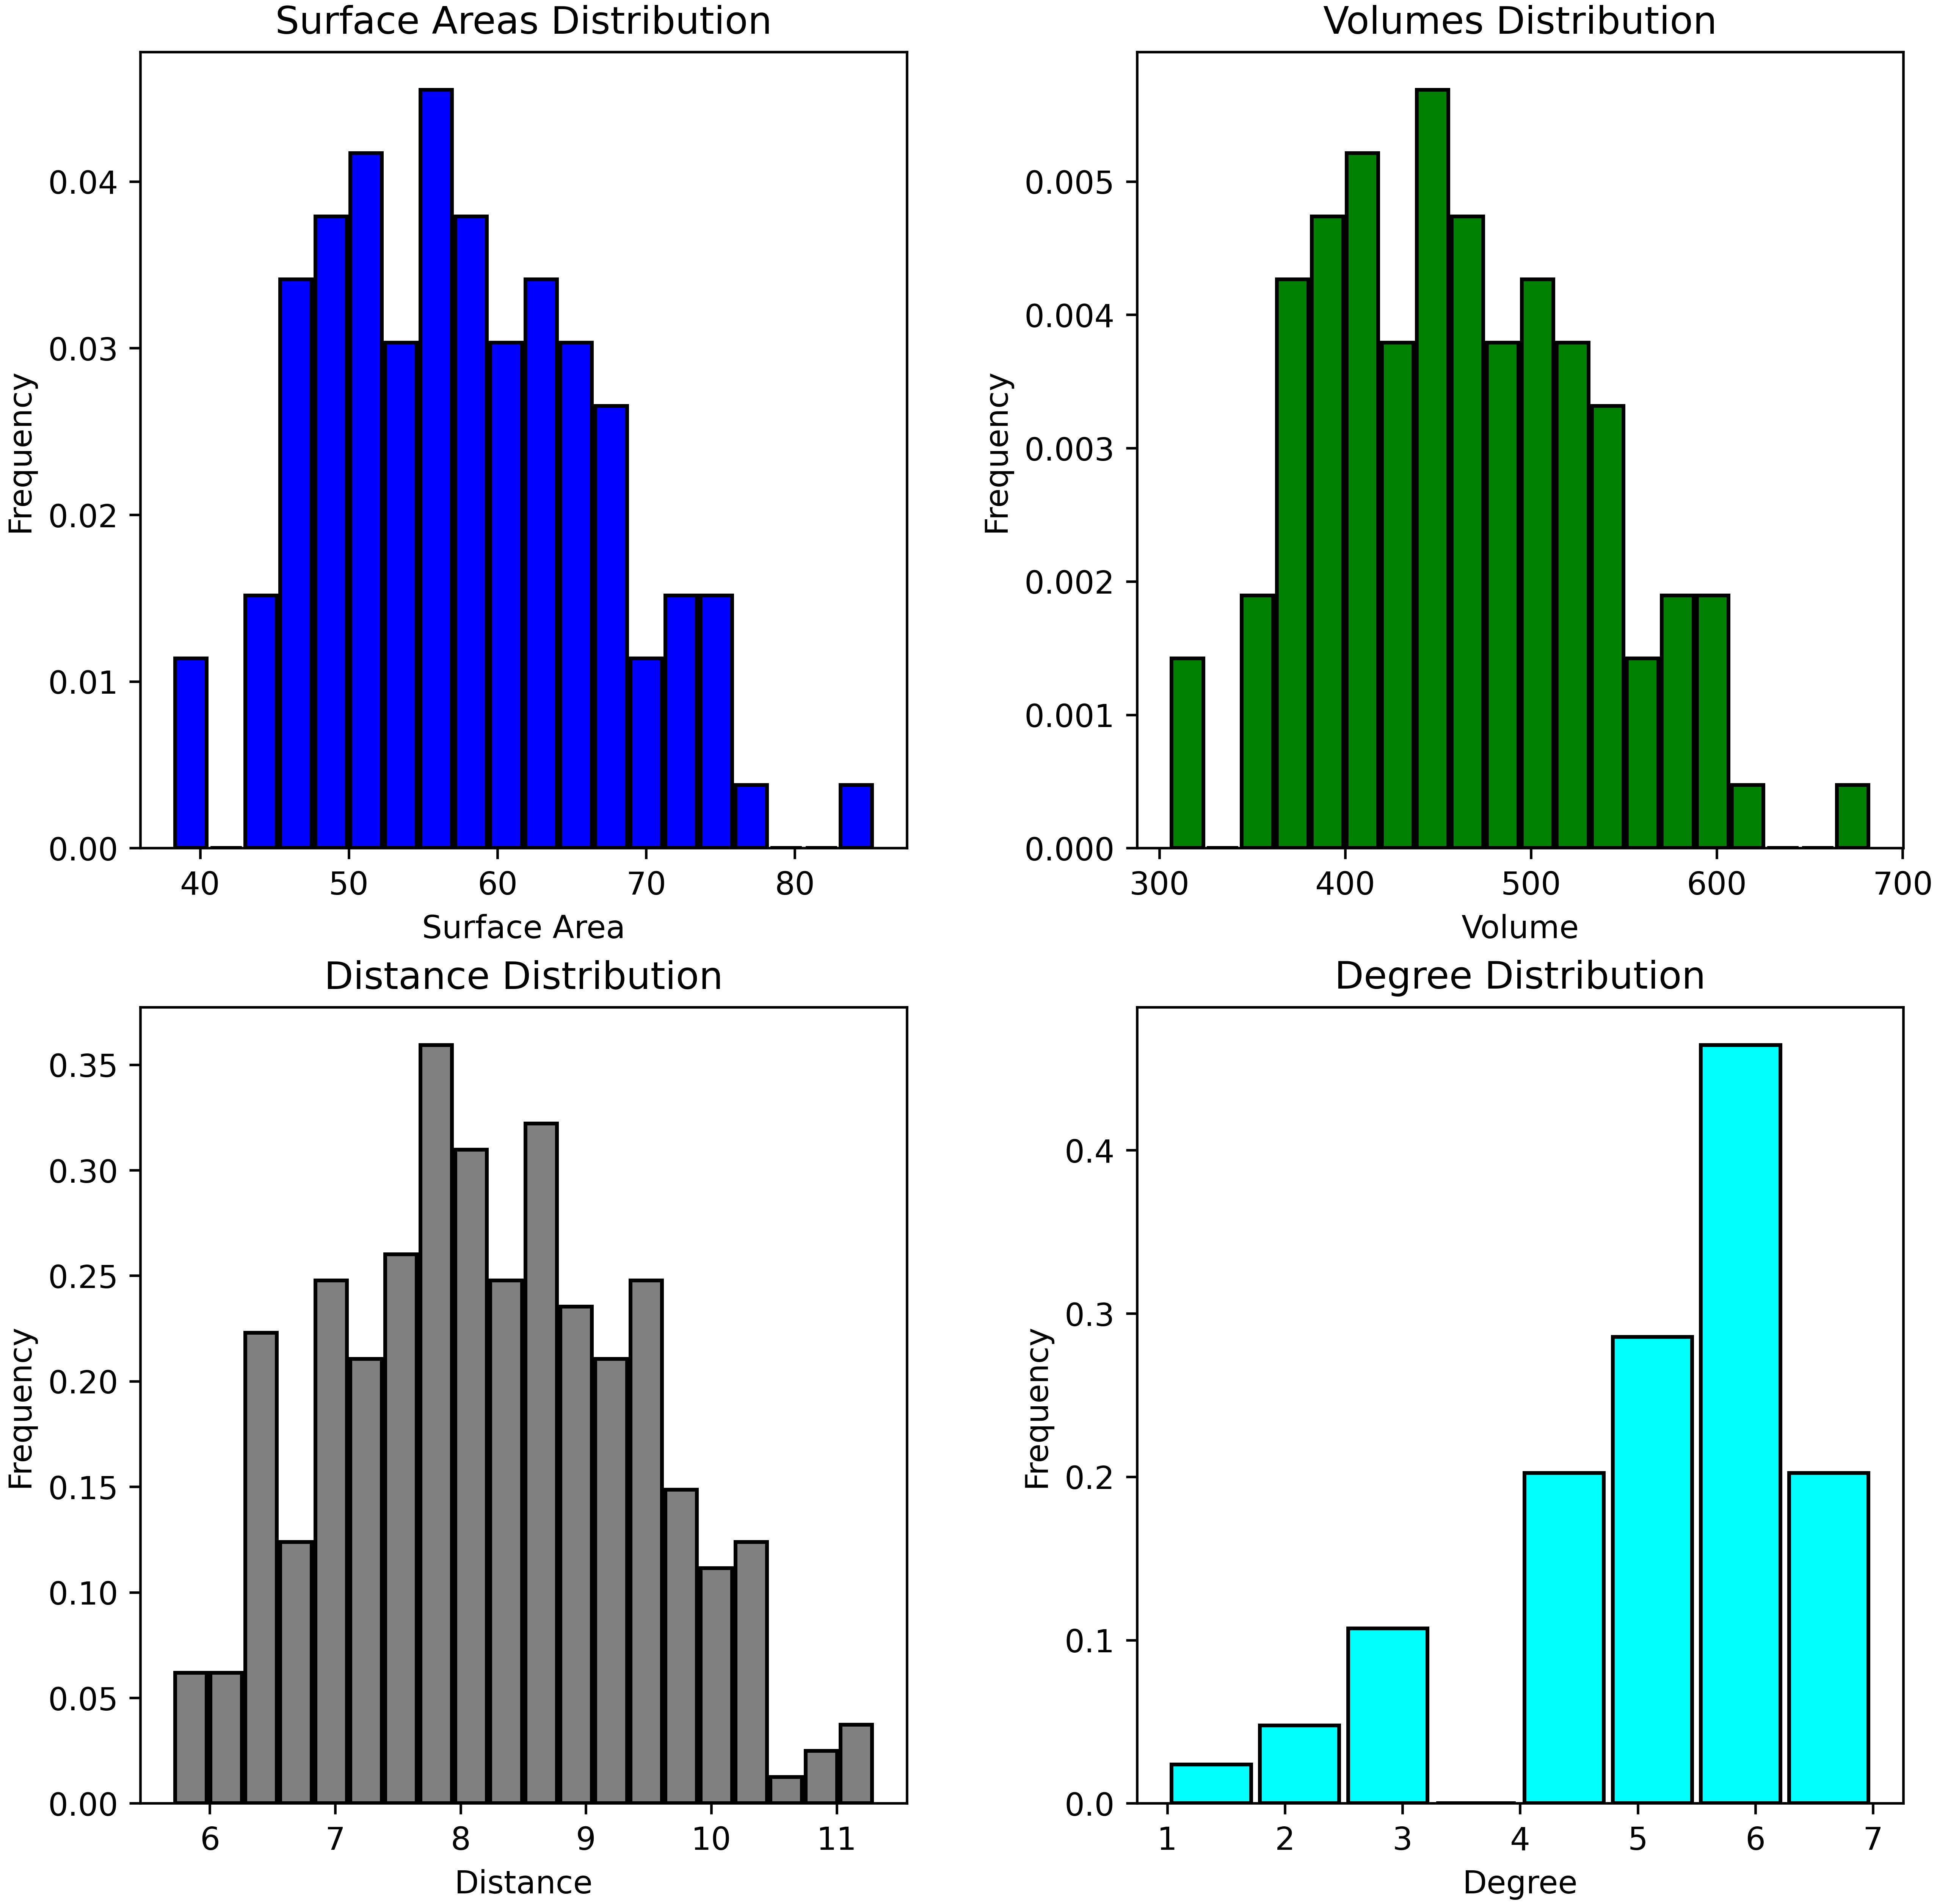 Surface Areas Distribution
Frequency
0.04
0.03
0.02
0.01
0.00
40 50 60 70 80
Surface Area
Volumes Distribution
Frequency
0.005
0.004
0.003
0.002
0.001
0.000
300 400 500 600 700
Volume
Distance Distribution
Frequency
0.35
0.30
0.25
0.20
0.15
0.10
0.05
0.00
6 7 8 9 10 11
Distance
Degree Distribution
Frequency
0.4
0.3
0.2
0.1
0.0
1 2 3 4 5 6 7
Degree